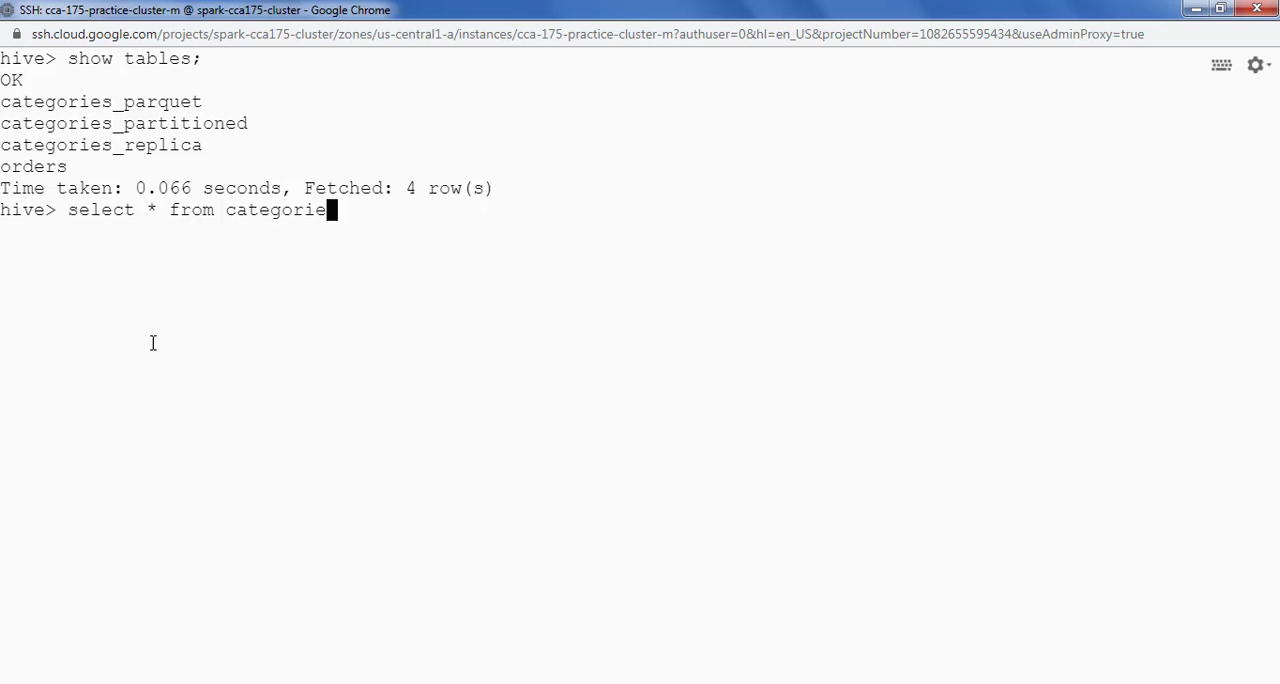 SSH: cca-175-practice-cluster-m @ spark-cca175-cluster - Google Chrome
ssh.cloud.google.com/projects/spark-cca175-cluster/zones/us-central1-a/instances/cca-175-practice-cluster-m?authuser=0&hl=en_US&projectNumber=1082655595434&useAdminProxy=true
hive> show tables;
OK
categories_parquet
categories_partitioned
categories_replica
orders
Time taken: 0.066 seconds, Fetched: 4 row(s)
hive> select * from categorie